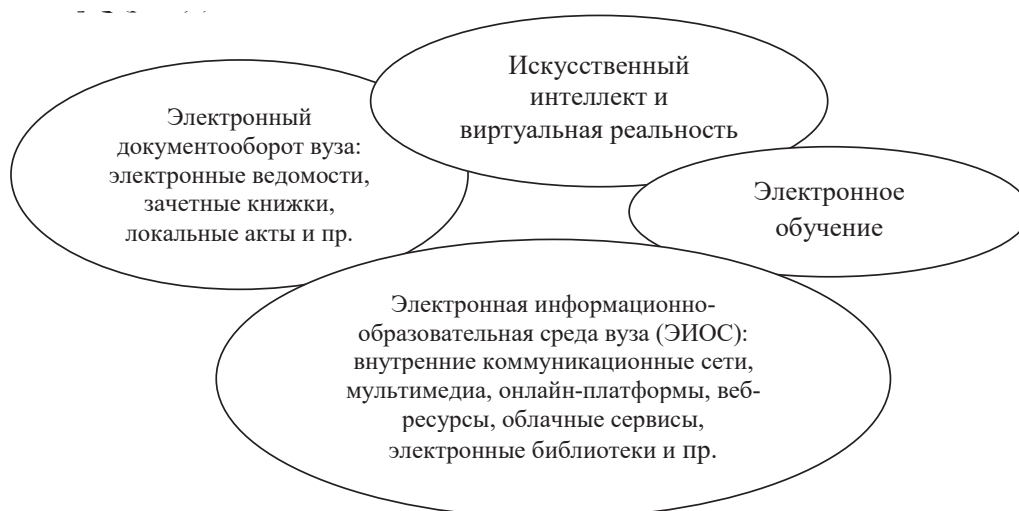 Искусственный
интеллект и
виртуальная реальность
Электронный
документооборот вуза:
электронные ведомости,
зачетные книжки,
локальные акты и пр.
Электронное
обучение
Электронная информационно-
образовательная среда вуза (ЭИОС):
внутренние коммуникационные сети,
мультимедиа, онлайн-платформы, веб-
ресурсы, облачные сервисы,
электронные библиотеки и пр.